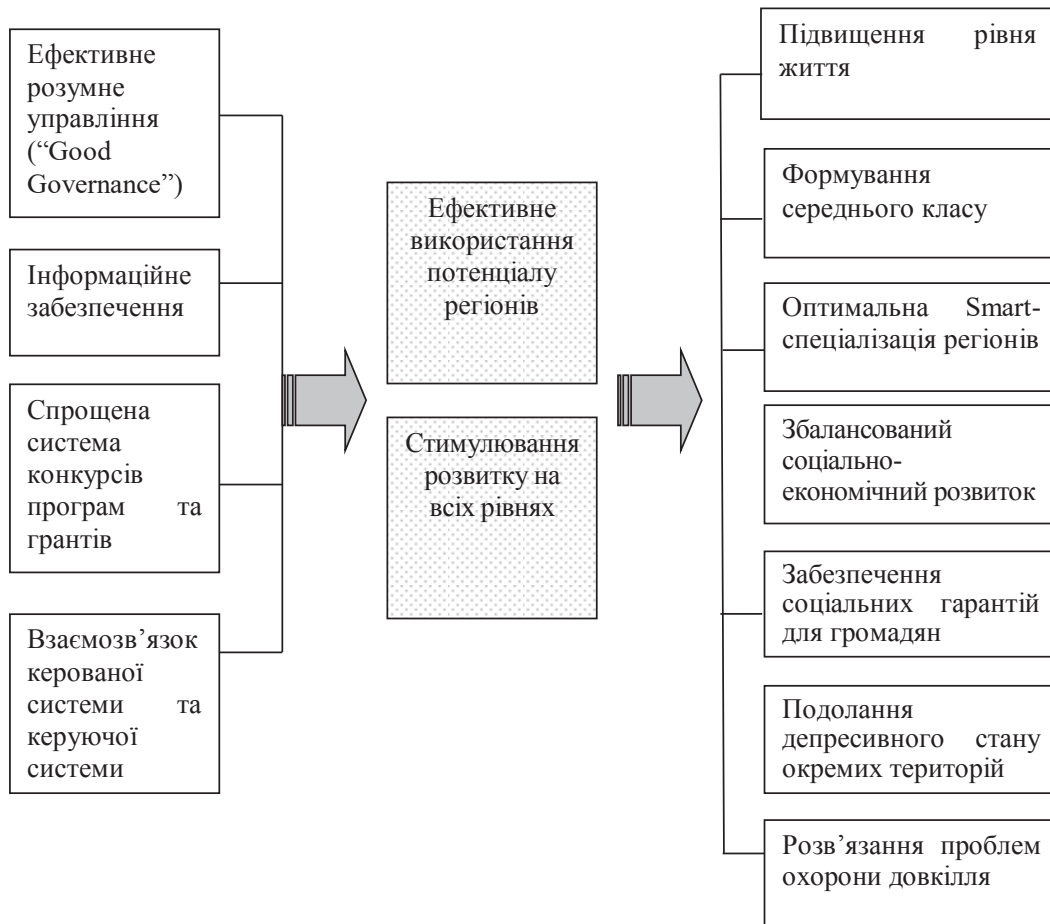 Ефективне
розумне
управління
(“Good
Governance”)
Інформаційне
забезпечення
Спрощена
система
конкурсів
програм та
грантів
Взаємозв’язок
керованої
системи та
керуючої
системи
Ефективне
використання
потенціалу
регіонів
Стимулювання
розвитку на
всіх рівнях
Підвищення рівня
життя
Формування
середнього класу
Оптимальна Smart-
спеціалізація регіонів
Збалансований
соціально-
економічний розвиток
Забезпечення
соціальних гарантій
для громадян
Подолання
депресивного стану
окремих територій
Розв’язання проблем
охорони довкілля